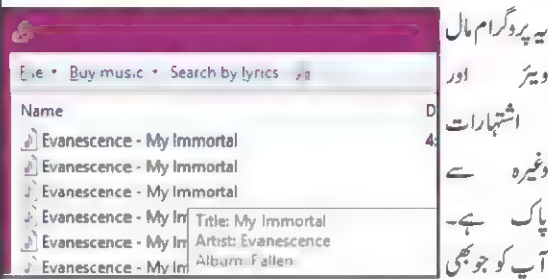 File • Buy music • Search by lyrics
Name D
Evanescence - My Immortal 4:
Evanescence - My Immortal
Evanescence - My Immortal
Evanescence - My Im
Evanescence - My Im
Evanescence - My Im
Title: My Immortal
Artist: Evanescence
Album: Fallen
یہ پروگرام مال
ویئر اور
اشتہارات
وغیرہ سے
پاک ہے۔
آپ کو جو بھی